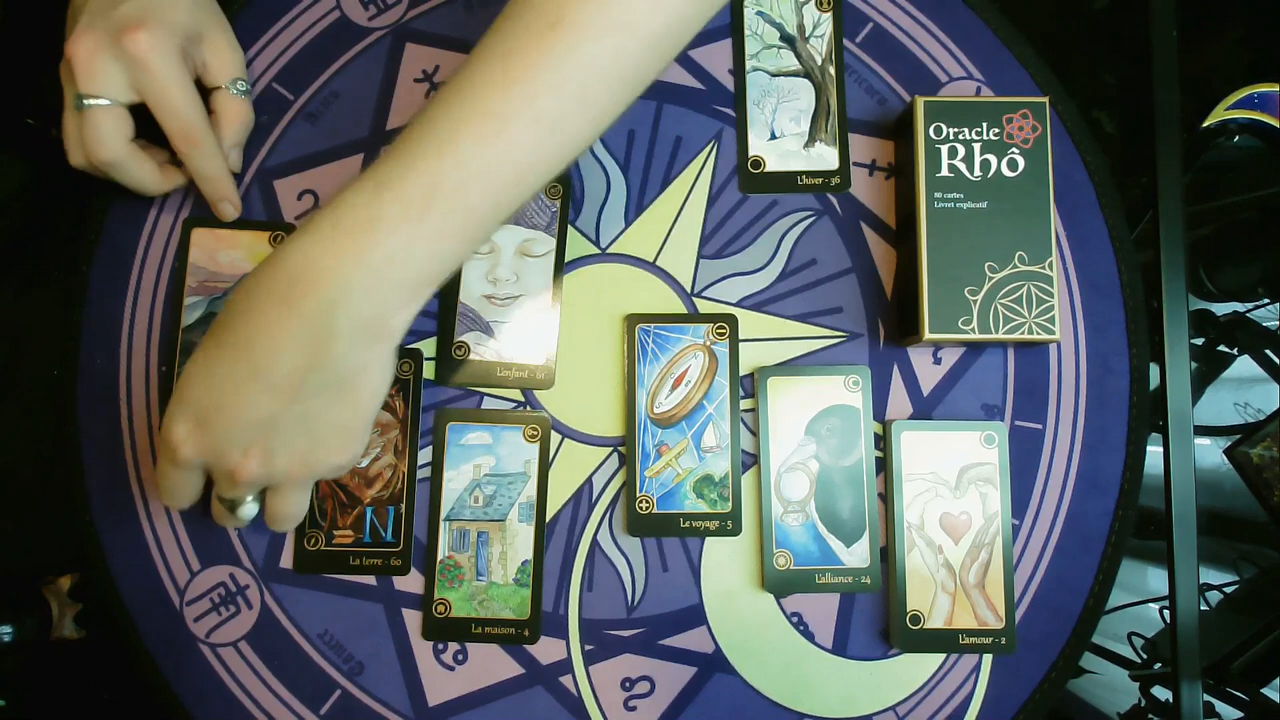 L'hiver - 36
Oracle
Rhô
80 cartes
Livret explicatif
L'enfant - 61
Le voyage - 5
La terre - 60
N
L'alliance - 24
La maison - 4
L'amour - 2